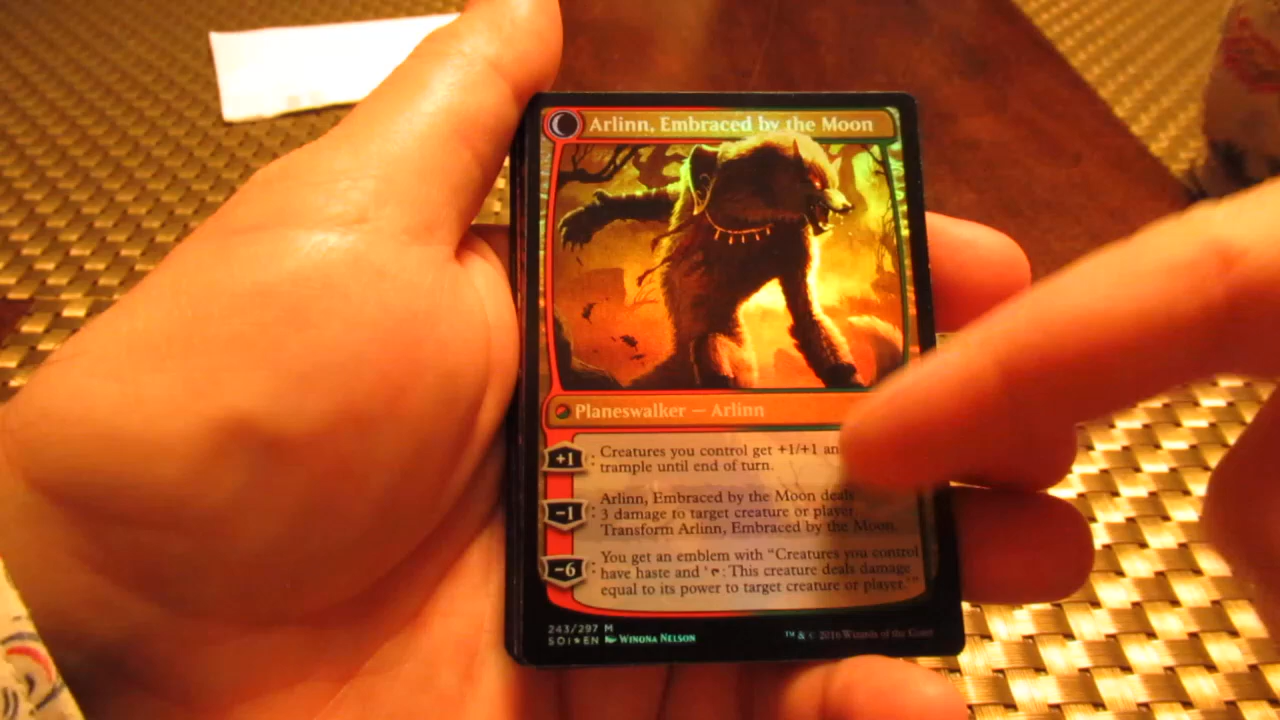 Arlinn, Embraced by the Moon
Planeswalker — Arlinn
+1: Creatures you control get +1/+1 an
trample until end of turn.
Arlinn, Embraced by the Moon deals
−1: 3 damage to target creature or player.
Transform Arlinn, Embraced by the Moon.
You get an emblem with “Creatures you control
−6: have haste and ‘T: This creature deals damage
equal to its power to target creature or player.’”
243/297 M
SOI★EN Winona Nelson
™ & © 2016 Wizards of the Coast